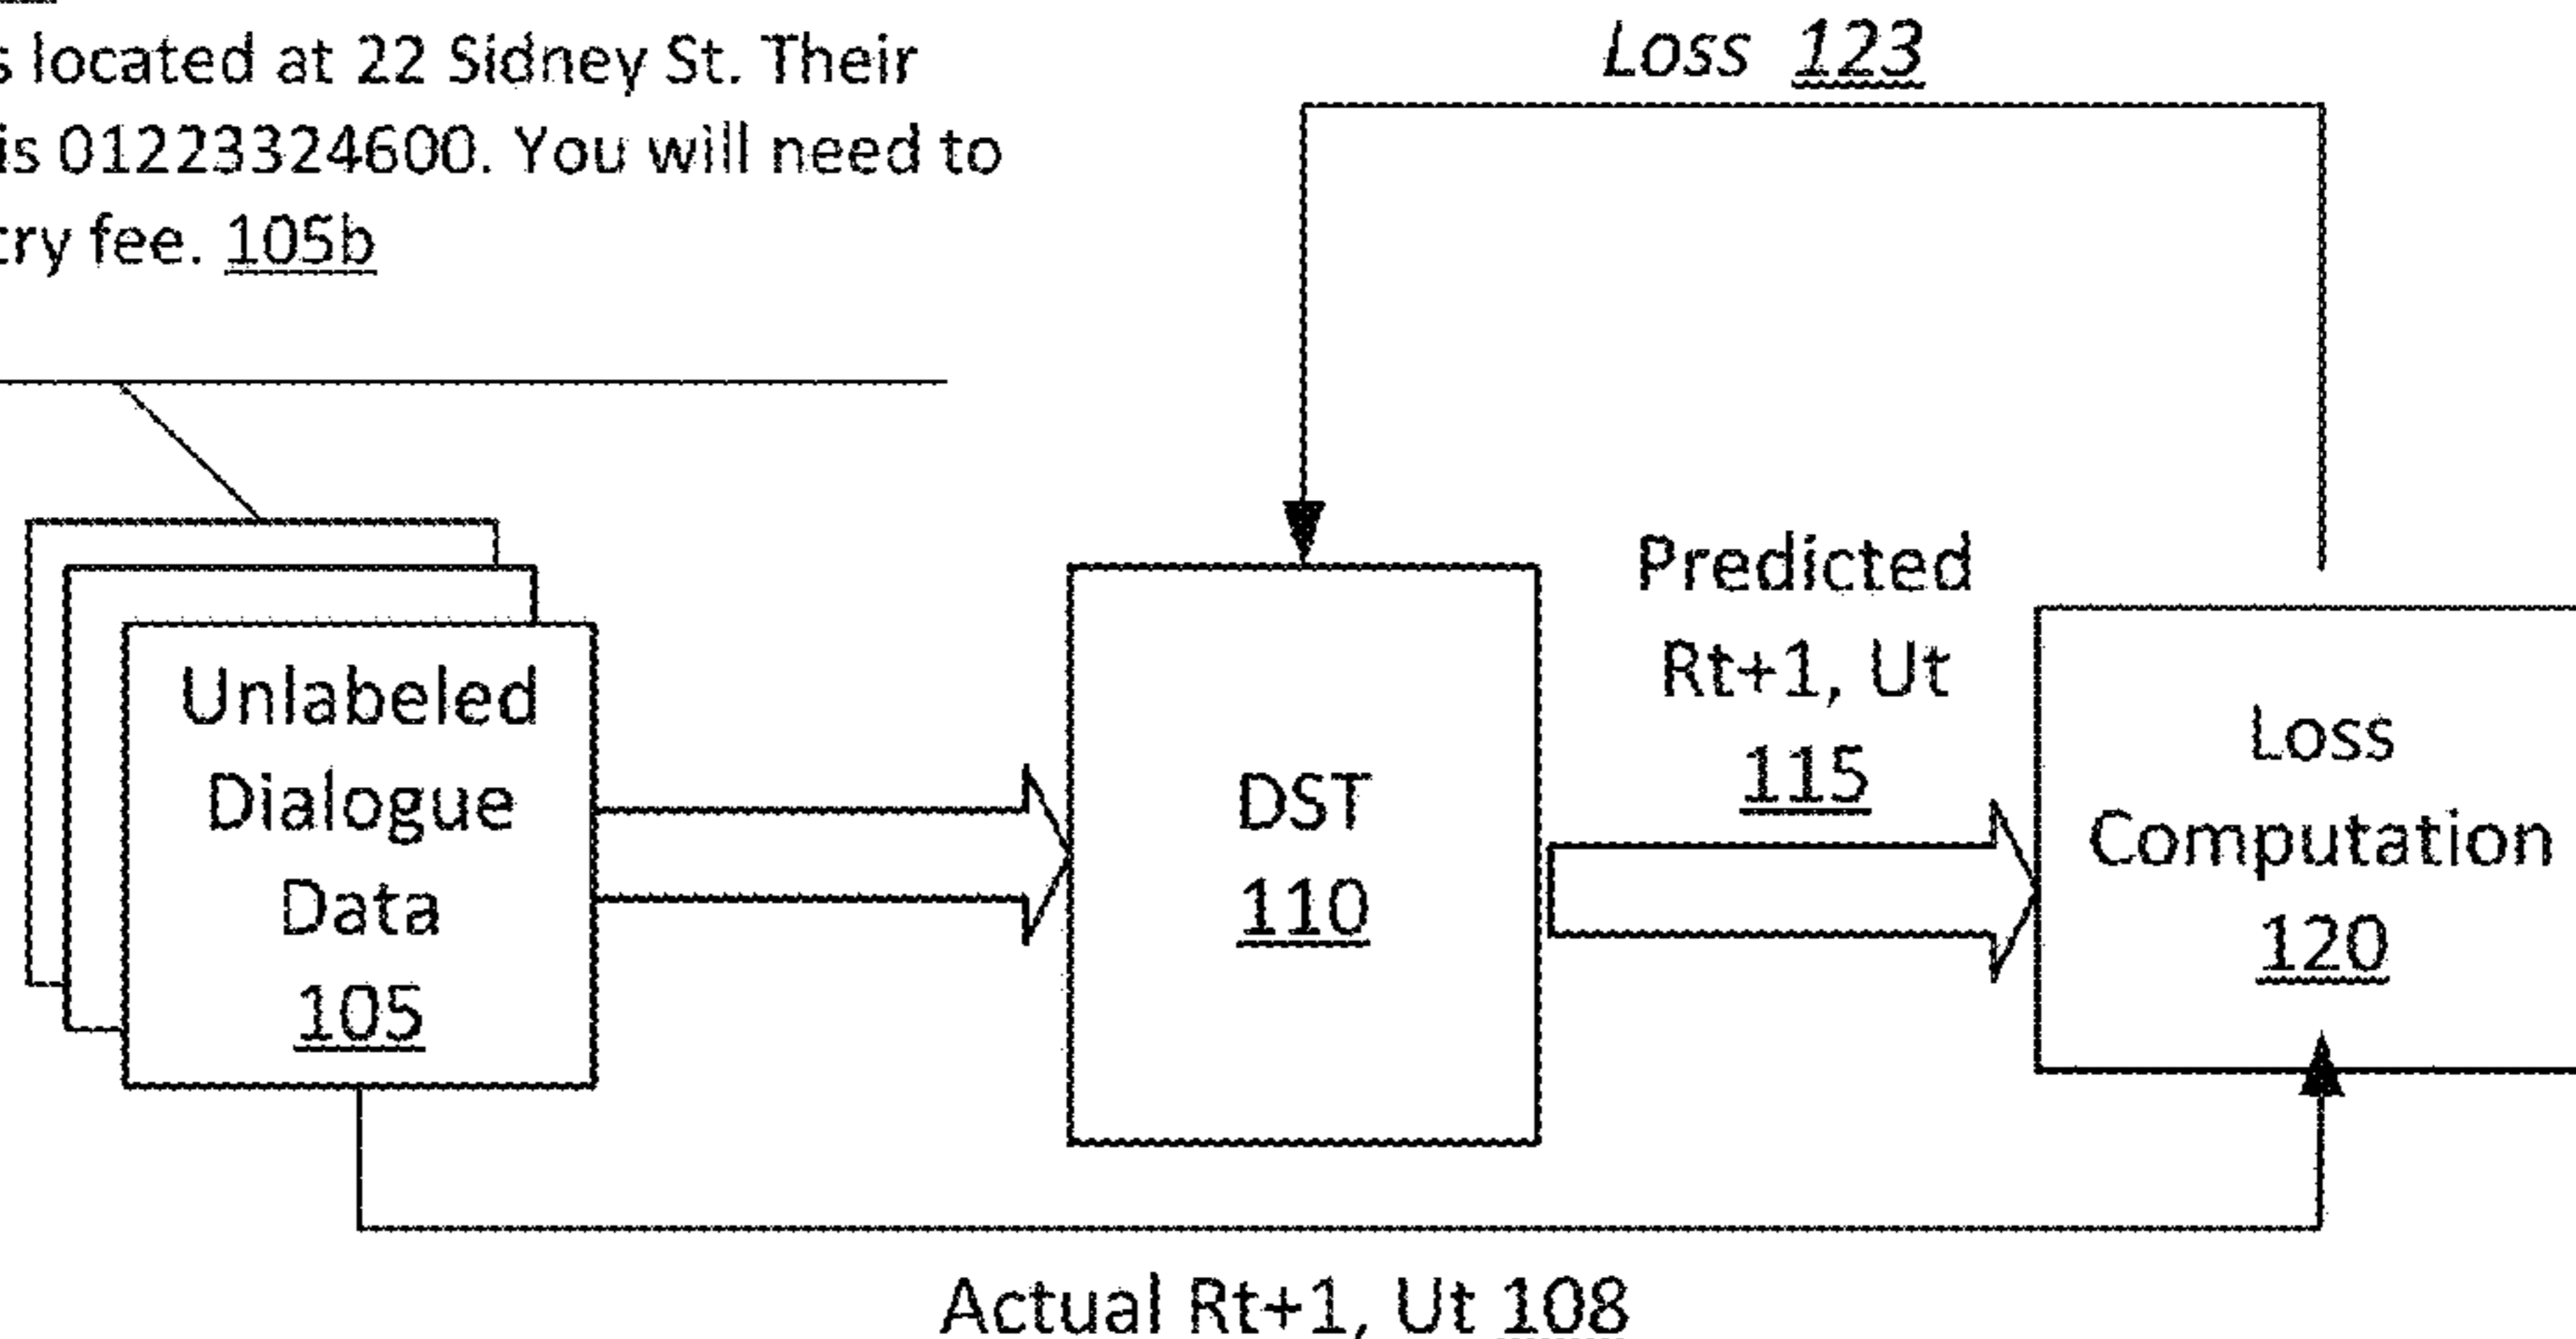 s located at 22 Sidney St. Their
is 01223324600. You will need to
try fee. 105b
Loss 123
Unlabeled
Dialogue
Data
105
DST
110
Predicted
Rt+1, Ut
115
Loss
Computation
120
Actual Rt+1, Ut 108